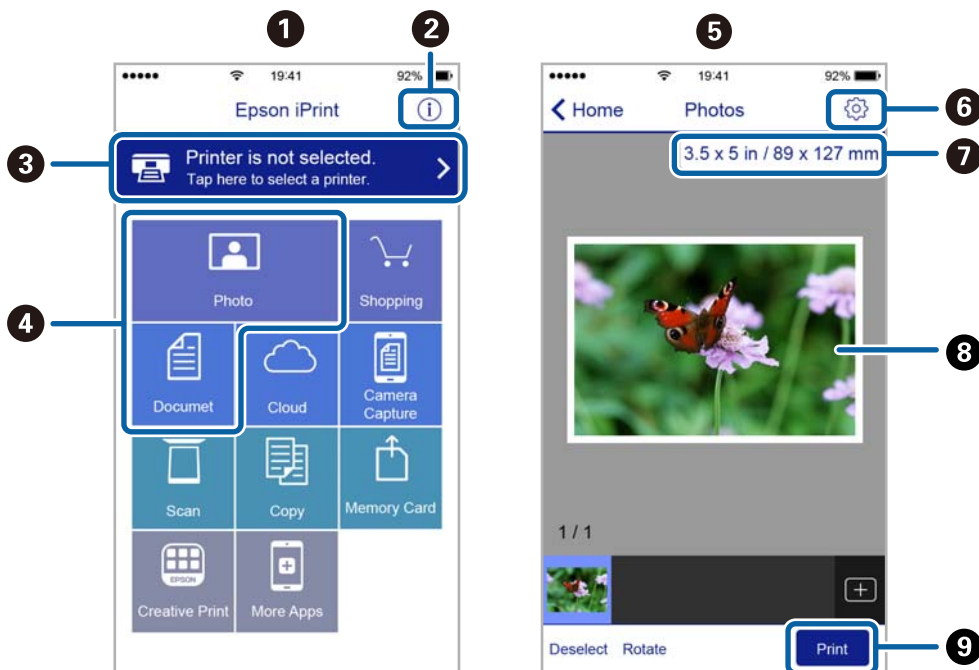 1
2
19:41
92%
Epson iPrint
3
Printer is not selected.
Tap here to select a printer.
4
Photo
Shopping
Documet
Cloud
Camera
Capture
Scan
Copy
Memory Card
EPSON
Creative Print
More Apps
5
19:41
92%
Home
Photos
6
3.5 x 5 in / 89 x 127 mm
7
8
1 / 1
Deselect
Rotate
Print
9